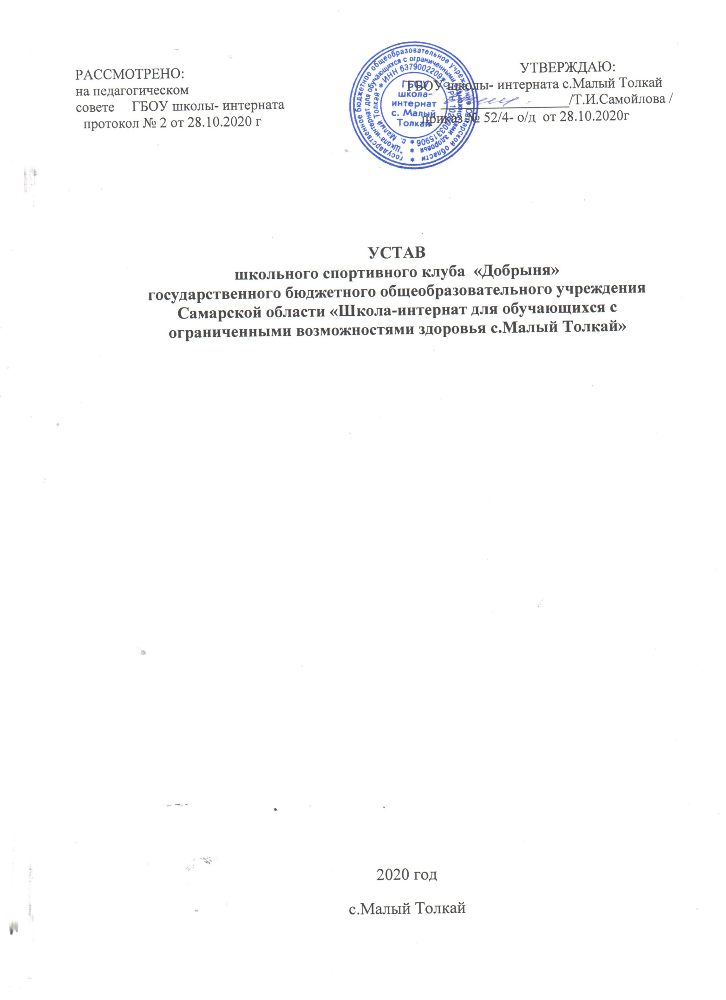 РАССМОТРЕНО:
на педагогическом
совете ГБОУ школы- интерната
протокол № 2 от 28.10.2020 г
УТВЕРЖДАЮ:
ГБОУ школы- интерната с.Малый Толкай
/Т.И.Самойлова /
приказ № 52/4- о/д от 28.10.2020г
государственное бюджетное общеобразовательное учреждение Самарской области
"Школа-интернат для обучающихся с ограниченными возможностями здоровья
с. Малый Толкай" * ИНН 6379002209 * ОГРН
ГБОУ
школа-
интернат
с. Малый
Толкай
УСТАВ
школьного спортивного клуба «Добрыня»
государственного бюджетного общеобразовательного учреждения
Самарской области «Школа-интернат для обучающихся с
ограниченными возможностями здоровья с.Малый Толкай»
2020 год
с.Малый Толкай